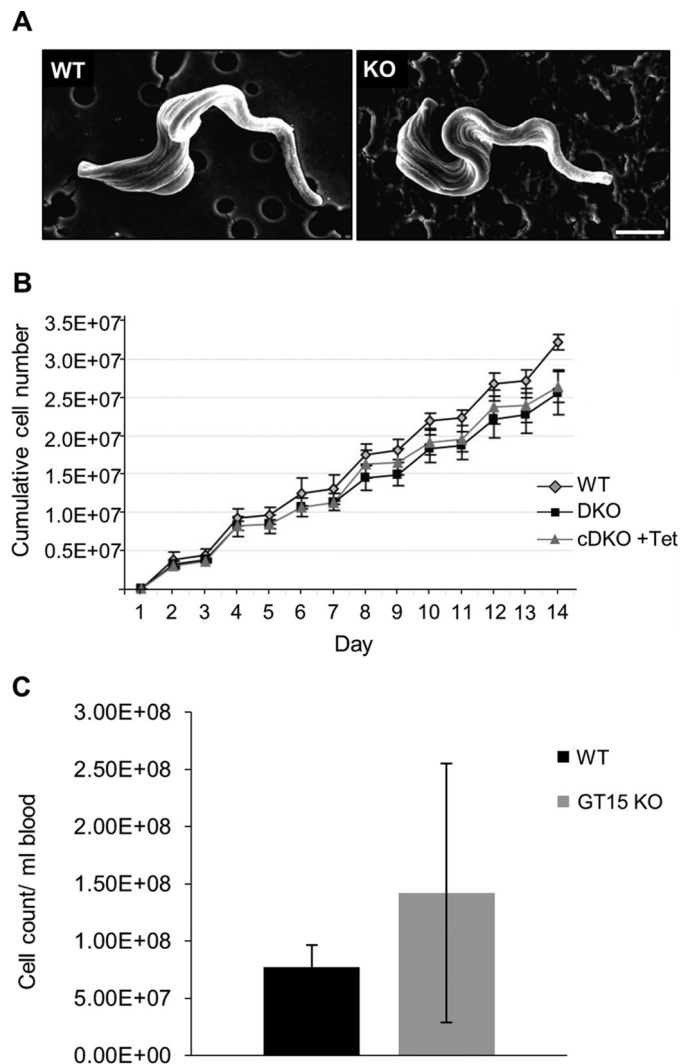 A
WT
KO
B
Cumulative cell number
3.5E+07
3.0E+07
2.5E+07
2.0E+07
1.5E+07
1.0E+07
0.5E+07
1 2 3 4 5 6 7 8 9 10 11 12 13 14
Day
WT
DKO
cDKO +Tet
C
Cell count/ ml blood
3.00E+08
2.50E+08
2.00E+08
1.50E+08
1.00E+08
5.00E+07
0.00E+00
WT
GT15 KO